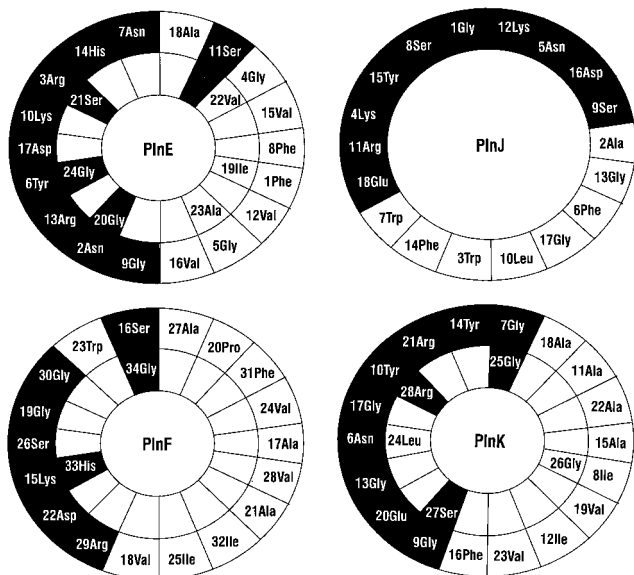 PlnE
7Asn
18Ala
11Ser
4Gly
15Val
8Phe
1Phe
12Val
5Gly
16Val
9Gly
2Asn
13Arg
6Tyr
17Asp
10Lys
3Arg
14His
21Ser
22Val
19Ile
23Ala
20Gly
24Gly
PlnJ
1Gly
12Lys
5Asn
16Asp
9Ser
2Ala
13Gly
6Phe
17Gly
10Leu
3Trp
14Phe
7Trp
18Glu
11Arg
4Lys
15Tyr
8Ser
PlnF
16Ser
27Ala
20Pro
31Phe
24Val
17Ala
28Val
21Ala
32Ile
25Ile
18Val
29Arg
22Asp
15Lys
26Ser
19Gly
30Gly
23Trp
34Gly
33His
PlnK
14Tyr
7Gly
18Ala
11Ala
22Ala
15Ala
8Ile
19Val
12Ile
23Val
16Phe
9Gly
20Glu
13Gly
6Asn
17Gly
10Tyr
21Arg
25Gly
26Gly
27Ser
24Leu
28Arg